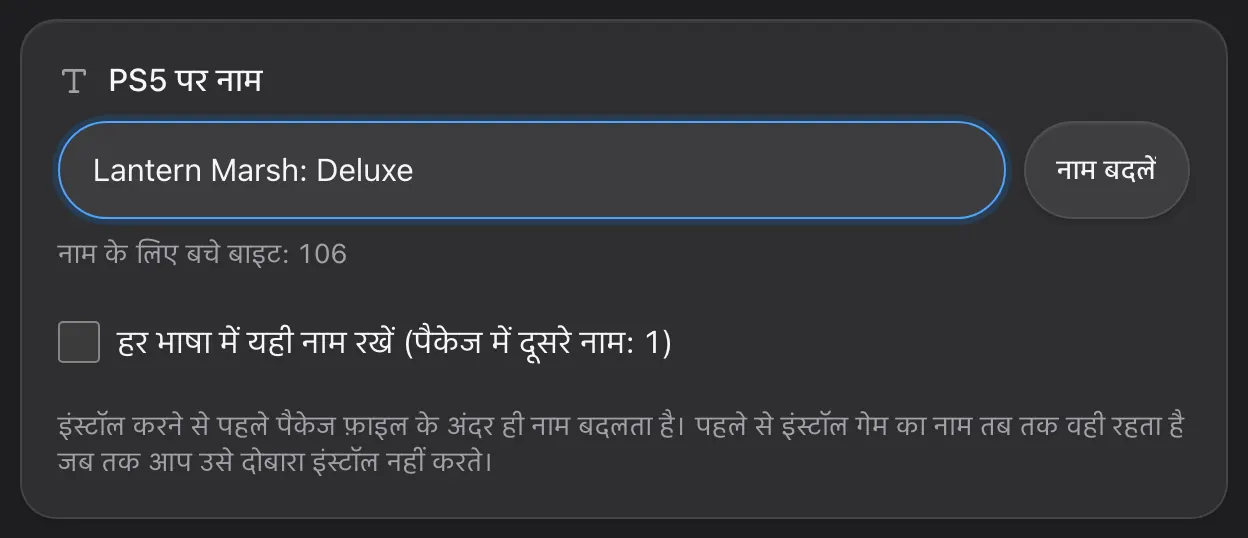 PS5 पर नाम
Lantern Marsh: Deluxe
नाम बदलें
नाम के लिए बचे बाइट: 106
हर भाषा में यही नाम रखें (पैकेज में दूसरे नाम: 1)
इंस्टॉल करने से पहले पैकेज फ़ाइल के अंदर ही नाम बदलता है। पहले से इंस्टॉल गेम का नाम तब तक वही रहता है
जब तक आप उसे दोबारा इंस्टॉल नहीं करते।